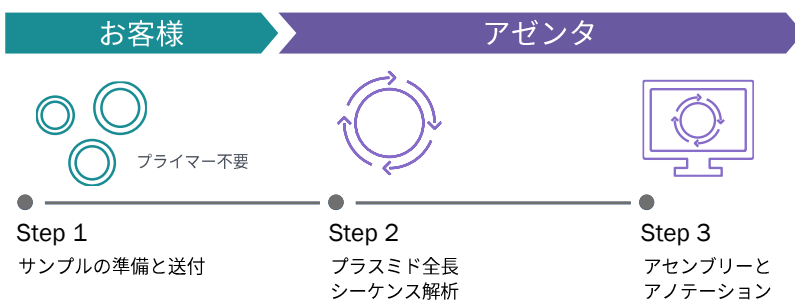 お客様
アゼンタ
プライマー不要
Step 1
サンプルの準備と送付
Step 2
プラスミド全長
シーケンス解析
Step 3
アセンブリーと
アノテーション